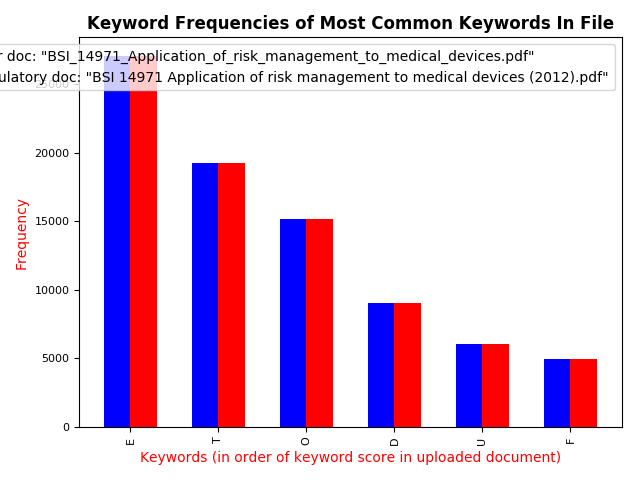 Keyword Frequencies of Most Common Keywords In File
doc: "BSI_14971_Application_of_risk_management_to_medical_devices.pdf"
doc: "BSI 14971 Application of risk management to medical devices (2012).pdf"
25000
20000
15000
10000
5000
0
Frequency
E T O D U F
Keywords (in order of keyword score in uploaded document)